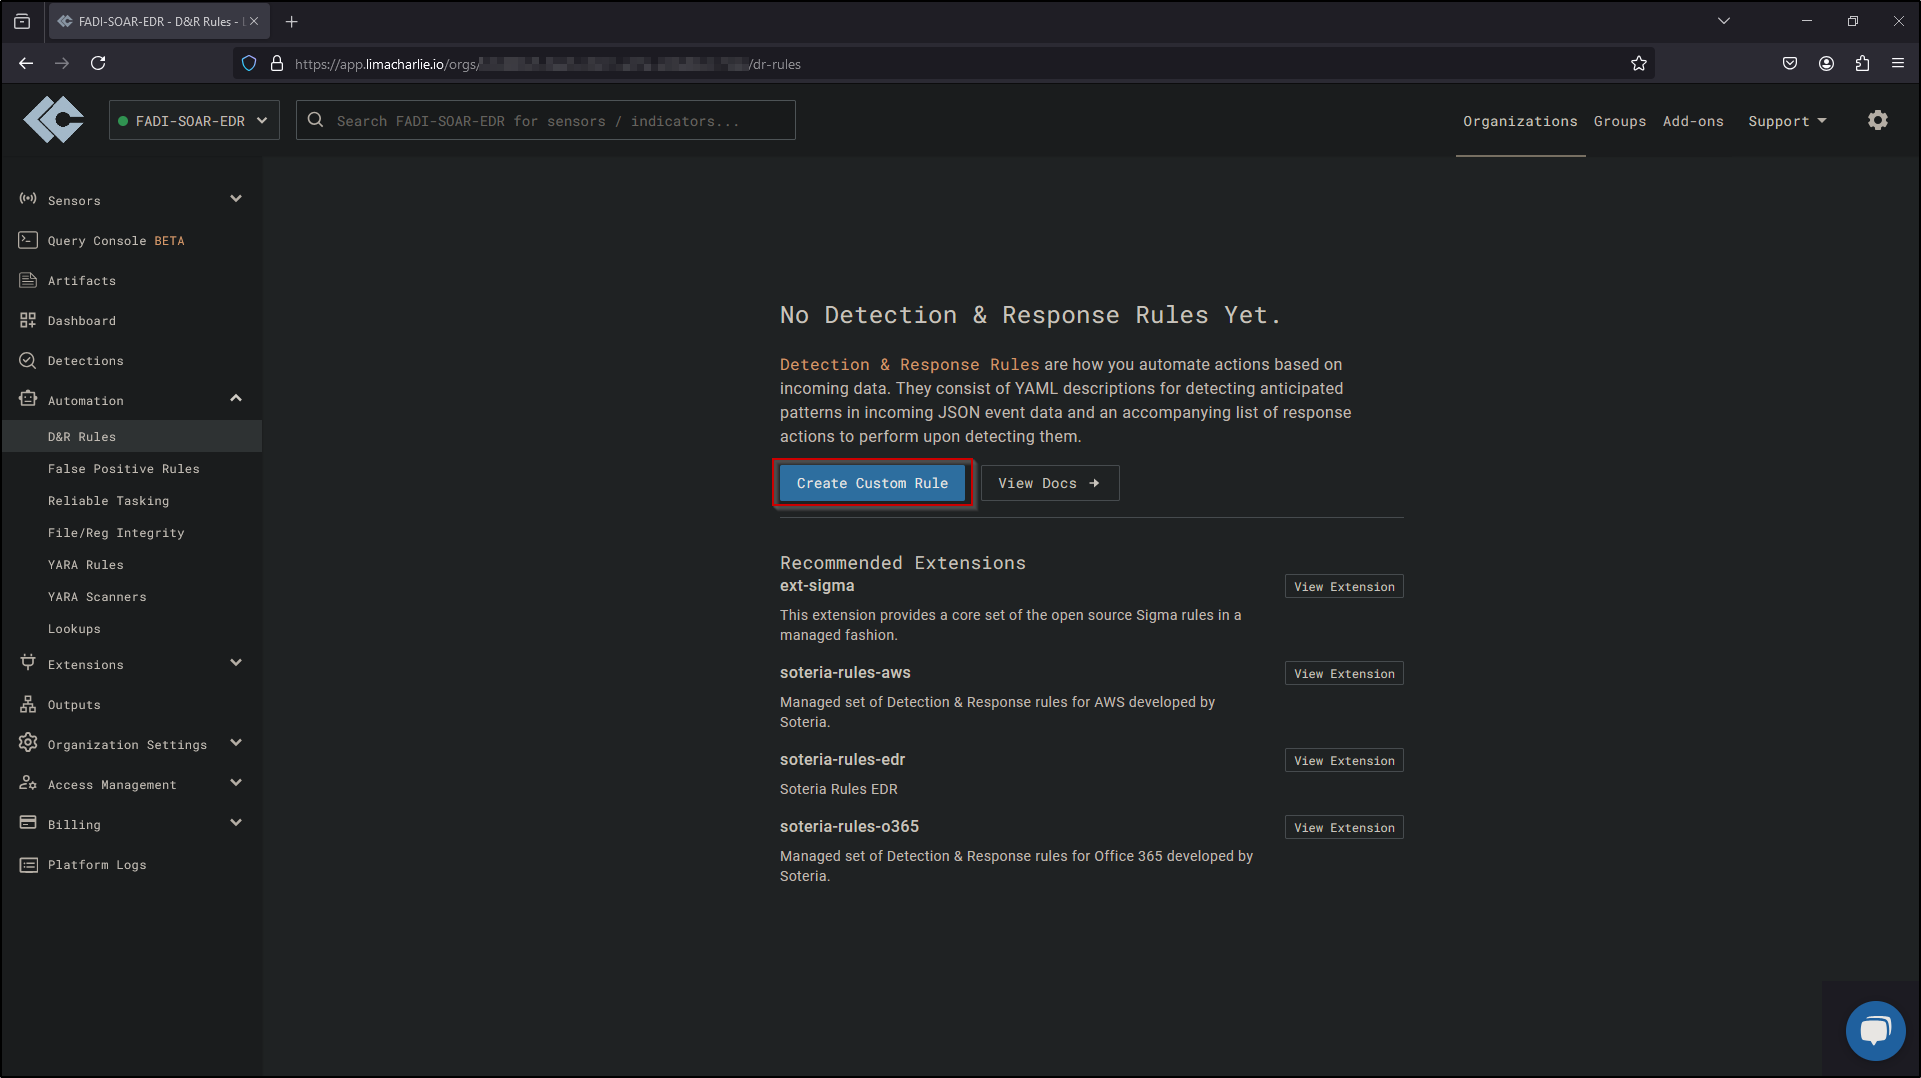 FADI-SOAR-EDR - D&R Rules -
https://app.limacharlie.io/orgs/ /dr-rules
FADI-SOAR-EDR
Search FADI-SOAR-EDR for sensors / indicators...
Organizations
Groups
Add-ons
Support
Sensors
Query Console BETA
Artifacts
Dashboard
Detections
Automation
D&R Rules
False Positive Rules
Reliable Tasking
File/Reg Integrity
YARA Rules
YARA Scanners
Lookups
Extensions
Outputs
Organization Settings
Access Management
Billing
Platform Logs
No Detection & Response Rules Yet.
Detection & Response Rules are how you automate actions based on
incoming data. They consist of YAML descriptions for detecting anticipated
patterns in incoming JSON event data and an accompanying list of response
actions to perform upon detecting them.
Create Custom Rule
View Docs →
Recommended Extensions
ext-sigma
View Extension
This extension provides a core set of the open source Sigma rules in a
managed fashion.
soteria-rules-aws
View Extension
Managed set of Detection & Response rules for AWS developed by
Soteria.
soteria-rules-edr
View Extension
Soteria Rules EDR
soteria-rules-o365
View Extension
Managed set of Detection & Response rules for Office 365 developed by
Soteria.